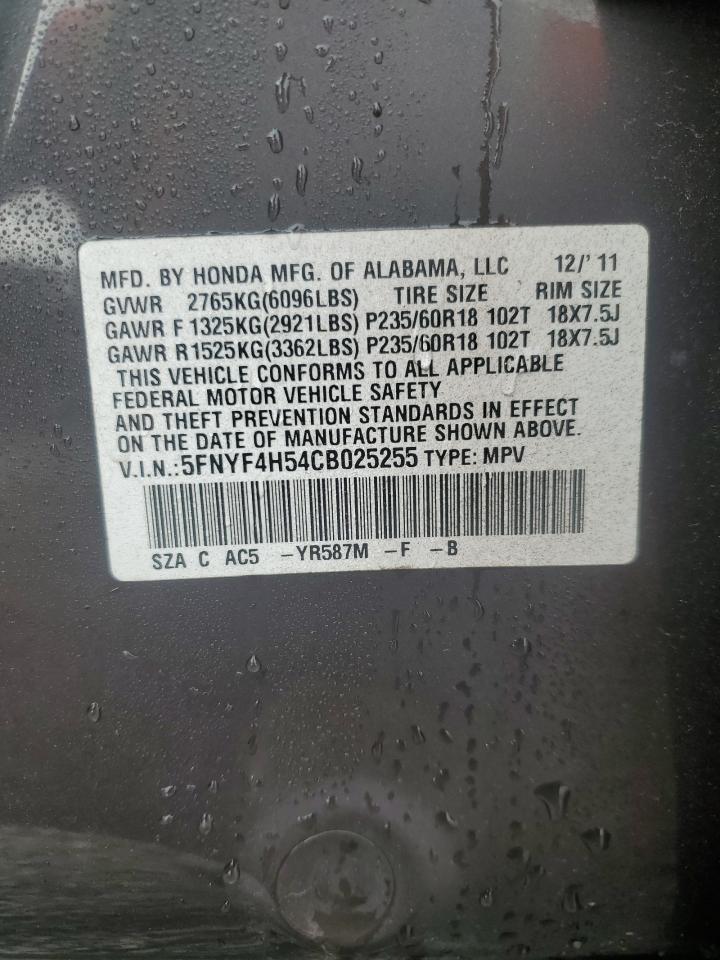 MFD. BY HONDA MFG. OF ALABAMA, LLC 12/'11
GVWR 2765KG(6096LBS) TIRE SIZE RIM SIZE
GAWR F 1325KG(2921LBS) P235/60R18 102T 18X7.5J
GAWR R1525KG(3362LBS) P235/60R18 102T 18X7.5J
THIS VEHICLE CONFORMS TO ALL APPLICABLE
FEDERAL MOTOR VEHICLE SAFETY
AND THEFT PREVENTION STANDARDS IN EFFECT
ON THE DATE OF MANUFACTURE SHOWN ABOVE.
V.I.N.:5FNYF4H54CB025255 TYPE: MPV
SZA C AC5 -YR587M -F -B